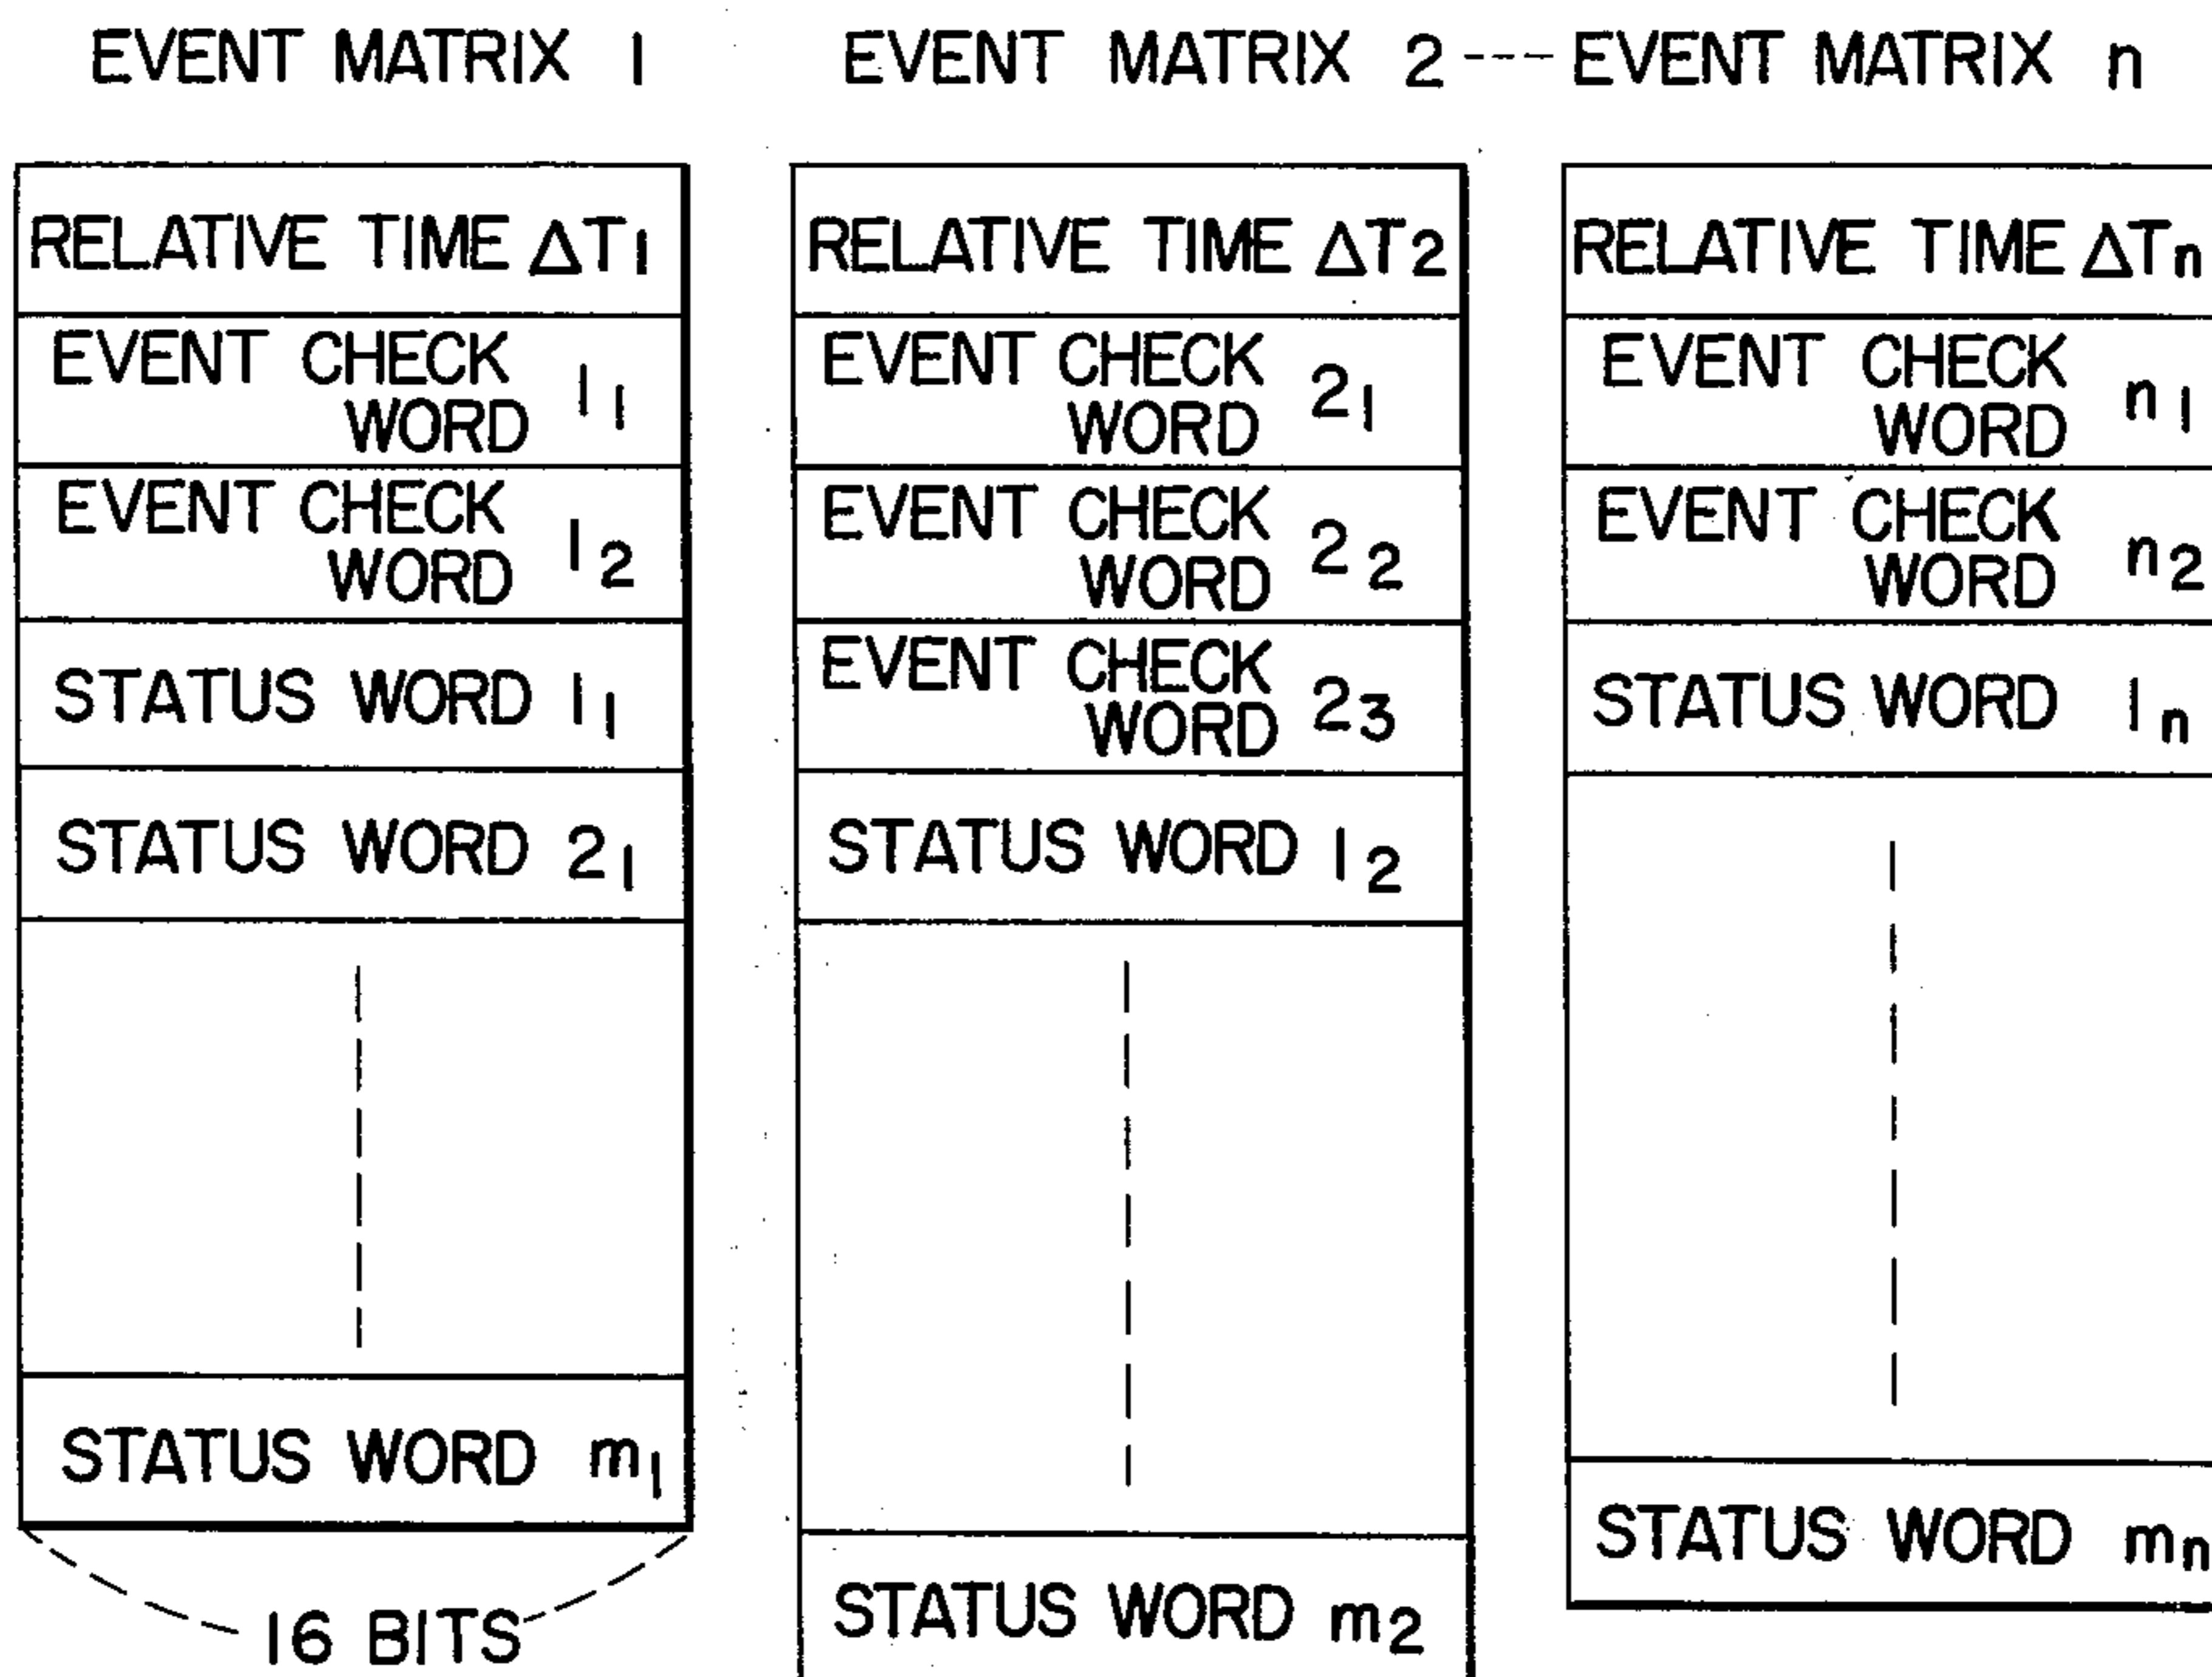 EVENT MATRIX 1
EVENT MATRIX 2 --- EVENT MATRIX n
RELATIVE TIME ΔT₁
EVENT CHECK WORD 1₁
EVENT CHECK WORD 1₂
STATUS WORD 1₁
STATUS WORD 2₁
STATUS WORD m₁
16 BITS
RELATIVE TIME ΔT₂
EVENT CHECK WORD 2₁
EVENT CHECK WORD 2₂
EVENT CHECK WORD 2₃
STATUS WORD 1₂
STATUS WORD m₂
RELATIVE TIME ΔTₙ
EVENT CHECK WORD n₁
EVENT CHECK WORD n₂
STATUS WORD 1ₙ
STATUS WORD mₙ